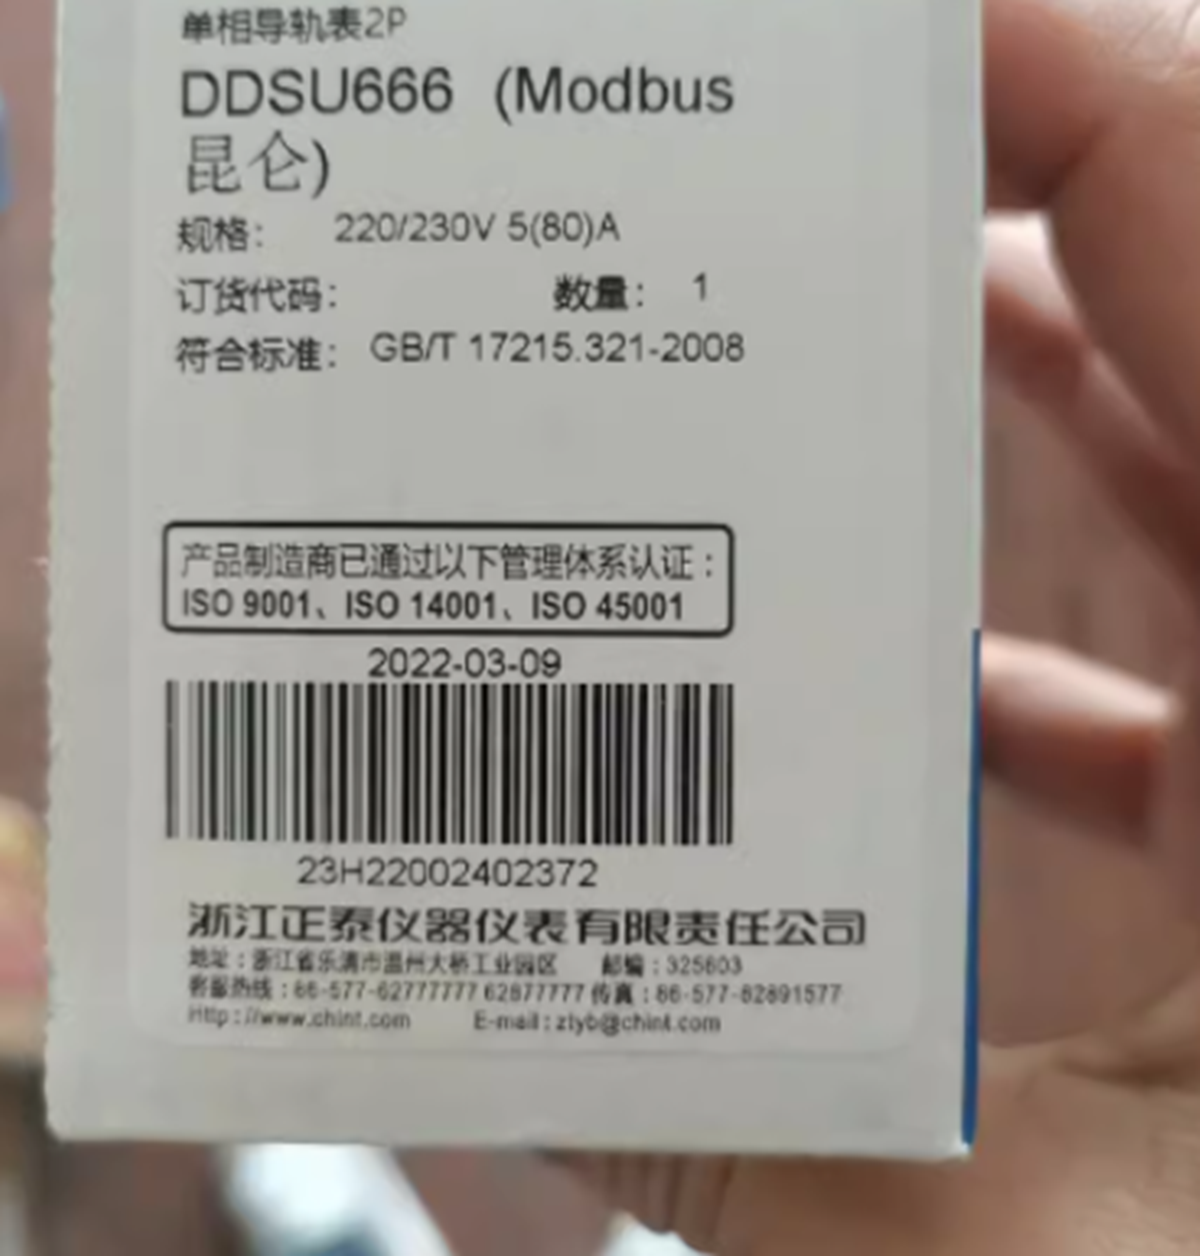 单相导轨表2P
DDSU666 (Modbus
昆仑)
规格： 220/230V 5(80)A
订货代码： 数量： 1
符合标准： GB/T 17215.321-2008
产品制造商已通过以下管理体系认证：
ISO 9001、ISO 14001、ISO 45001
2022-03-09
23H22002402372
浙江正泰仪器仪表有限责任公司
地址：浙江省乐清市温州大桥工业园区 邮编：325603
客服热线：86-577-62777777 62877777 传真：86-577-62891577
Http://www.chint.com E-mail:ztyb@chint.com